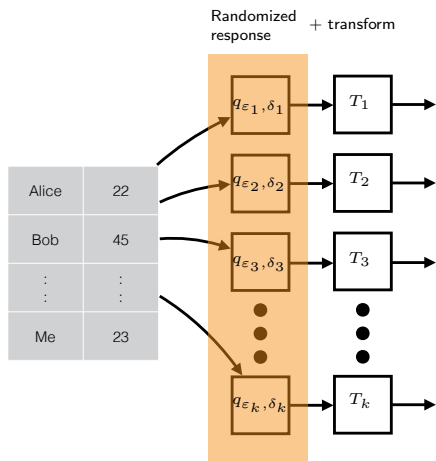 Randomized
response
+ transform
q_{ε_1,δ_1} T_1
q_{ε_2,δ_2} T_2
Alice 22
Bob 45
q_{ε_3,δ_3} T_3
: :
: :
Me 23
q_{ε_k,δ_k} T_k